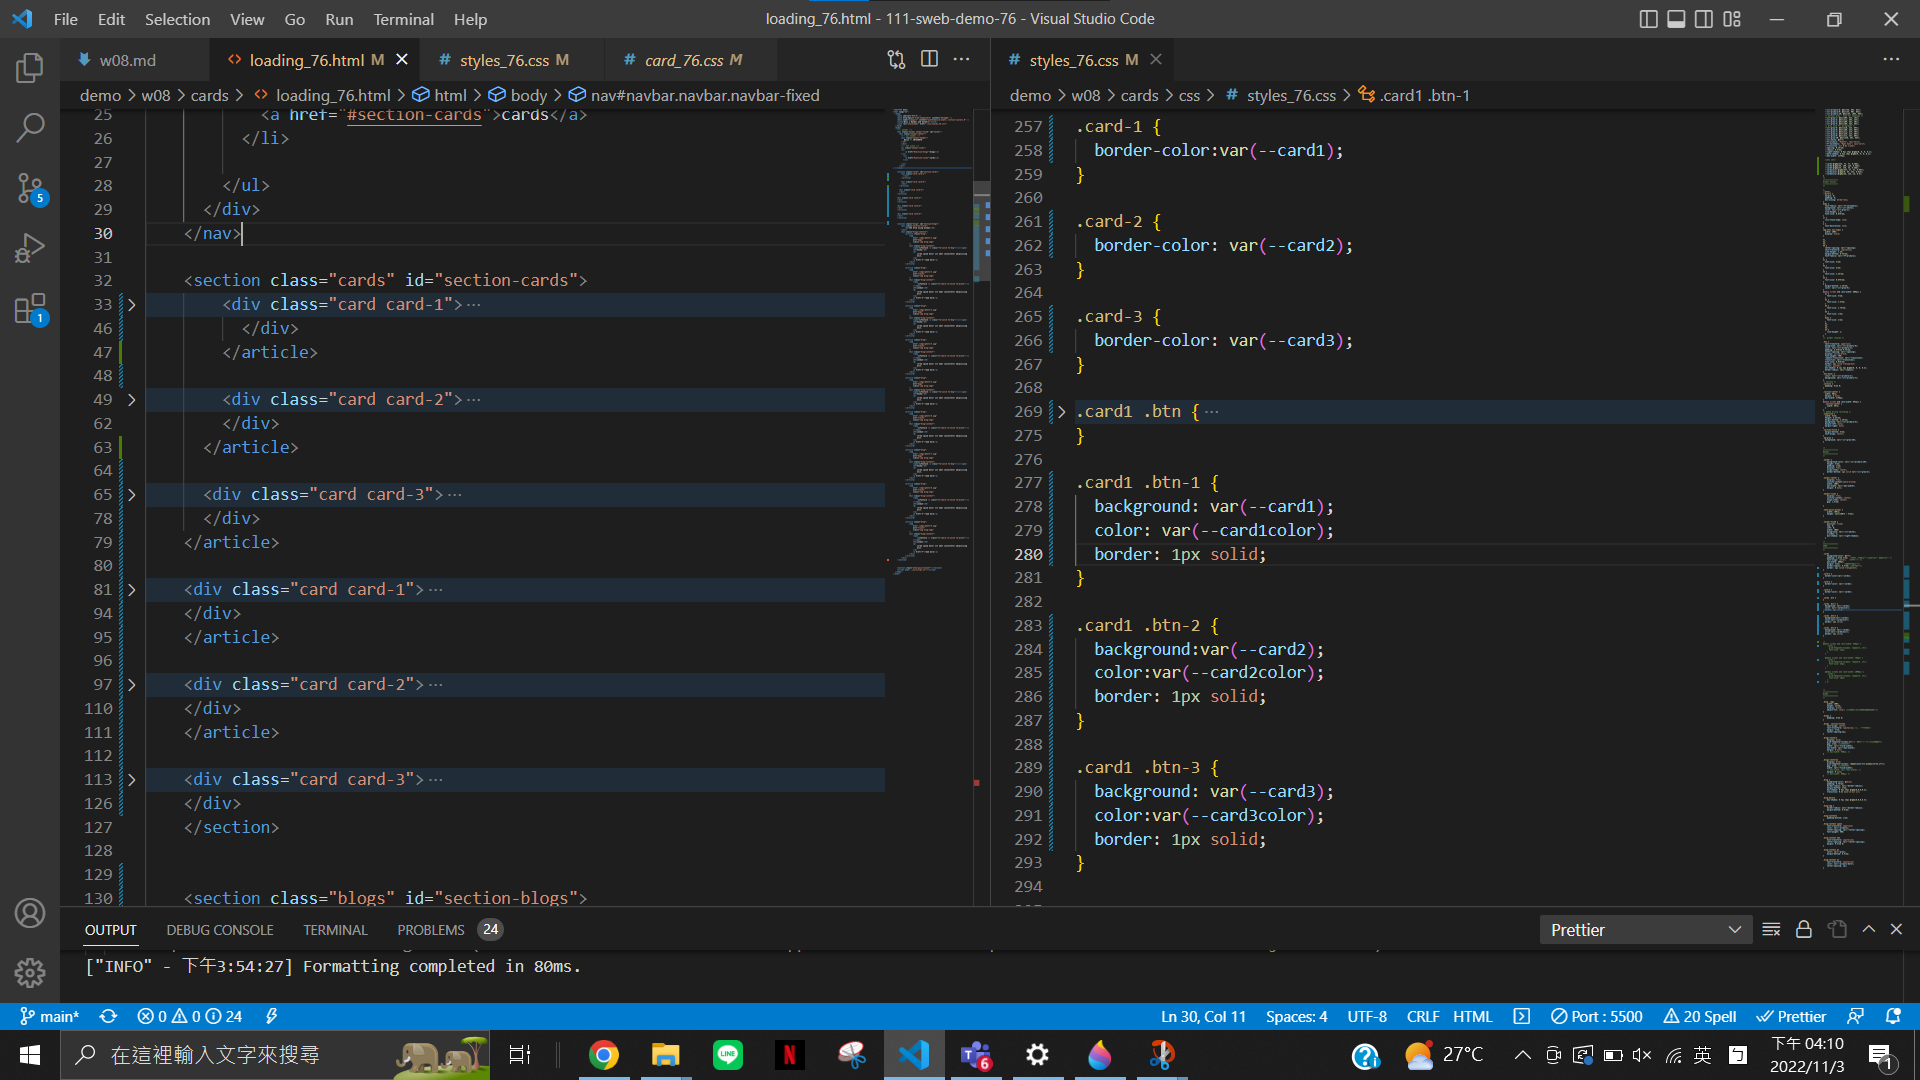 File Edit Selection View Go Run Terminal Help
loading_76.html - 111-sweb-demo-76 - Visual Studio Code
w08.md
loading_76.html M
styles_76.css M
card_76.css M
styles_76.css M
demo > w08 > cards > loading_76.html > html > body > nav#navbar.navbar.navbar-fixed
demo > w08 > cards > css > styles_76.css > .card1 .btn-1
25 <a href="#section-cards">cards</a>
26 </li>
27
28 </ul>
29 </div>
30 </nav>
31
32 <section class="cards" id="section-cards">
33 <div class="card card-1">…
46 </div>
47 </article>
48
49 <div class="card card-2">…
62 </div>
63 </article>
64
65 <div class="card card-3">…
78 </div>
79 </article>
80
81 <div class="card card-1">…
94 </div>
95 </article>
96
97 <div class="card card-2">…
110 </div>
111 </article>
112
113 <div class="card card-3">…
126 </div>
127 </section>
128
129
130 <section class="blogs" id="section-blogs">
257 .card-1 {
258 border-color:var(--card1);
259 }
260
261 .card-2 {
262 border-color: var(--card2);
263 }
264
265 .card-3 {
266 border-color: var(--card3);
267 }
268
269 .card1 .btn {…
275 }
276
277 .card1 .btn-1 {
278 background: var(--card1);
279 color: var(--card1color);
280 border: 1px solid;
281 }
282
283 .card1 .btn-2 {
284 background:var(--card2);
285 color:var(--card2color);
286 border: 1px solid;
287 }
288
289 .card1 .btn-3 {
290 background: var(--card3);
291 color:var(--card3color);
292 border: 1px solid;
293 }
294
5
1
OUTPUT DEBUG CONSOLE TERMINAL PROBLEMS 24
Prettier
["INFO" - 下午3:54:27] Formatting completed in 80ms.
main* 0 0 24
Ln 30, Col 11 Spaces: 4 UTF-8 CRLF HTML Port : 5500 20 Spell Prettier
在這裡輸入文字來搜尋
LINE
N
6
27°C
英
下午 04:10
2022/11/3
1